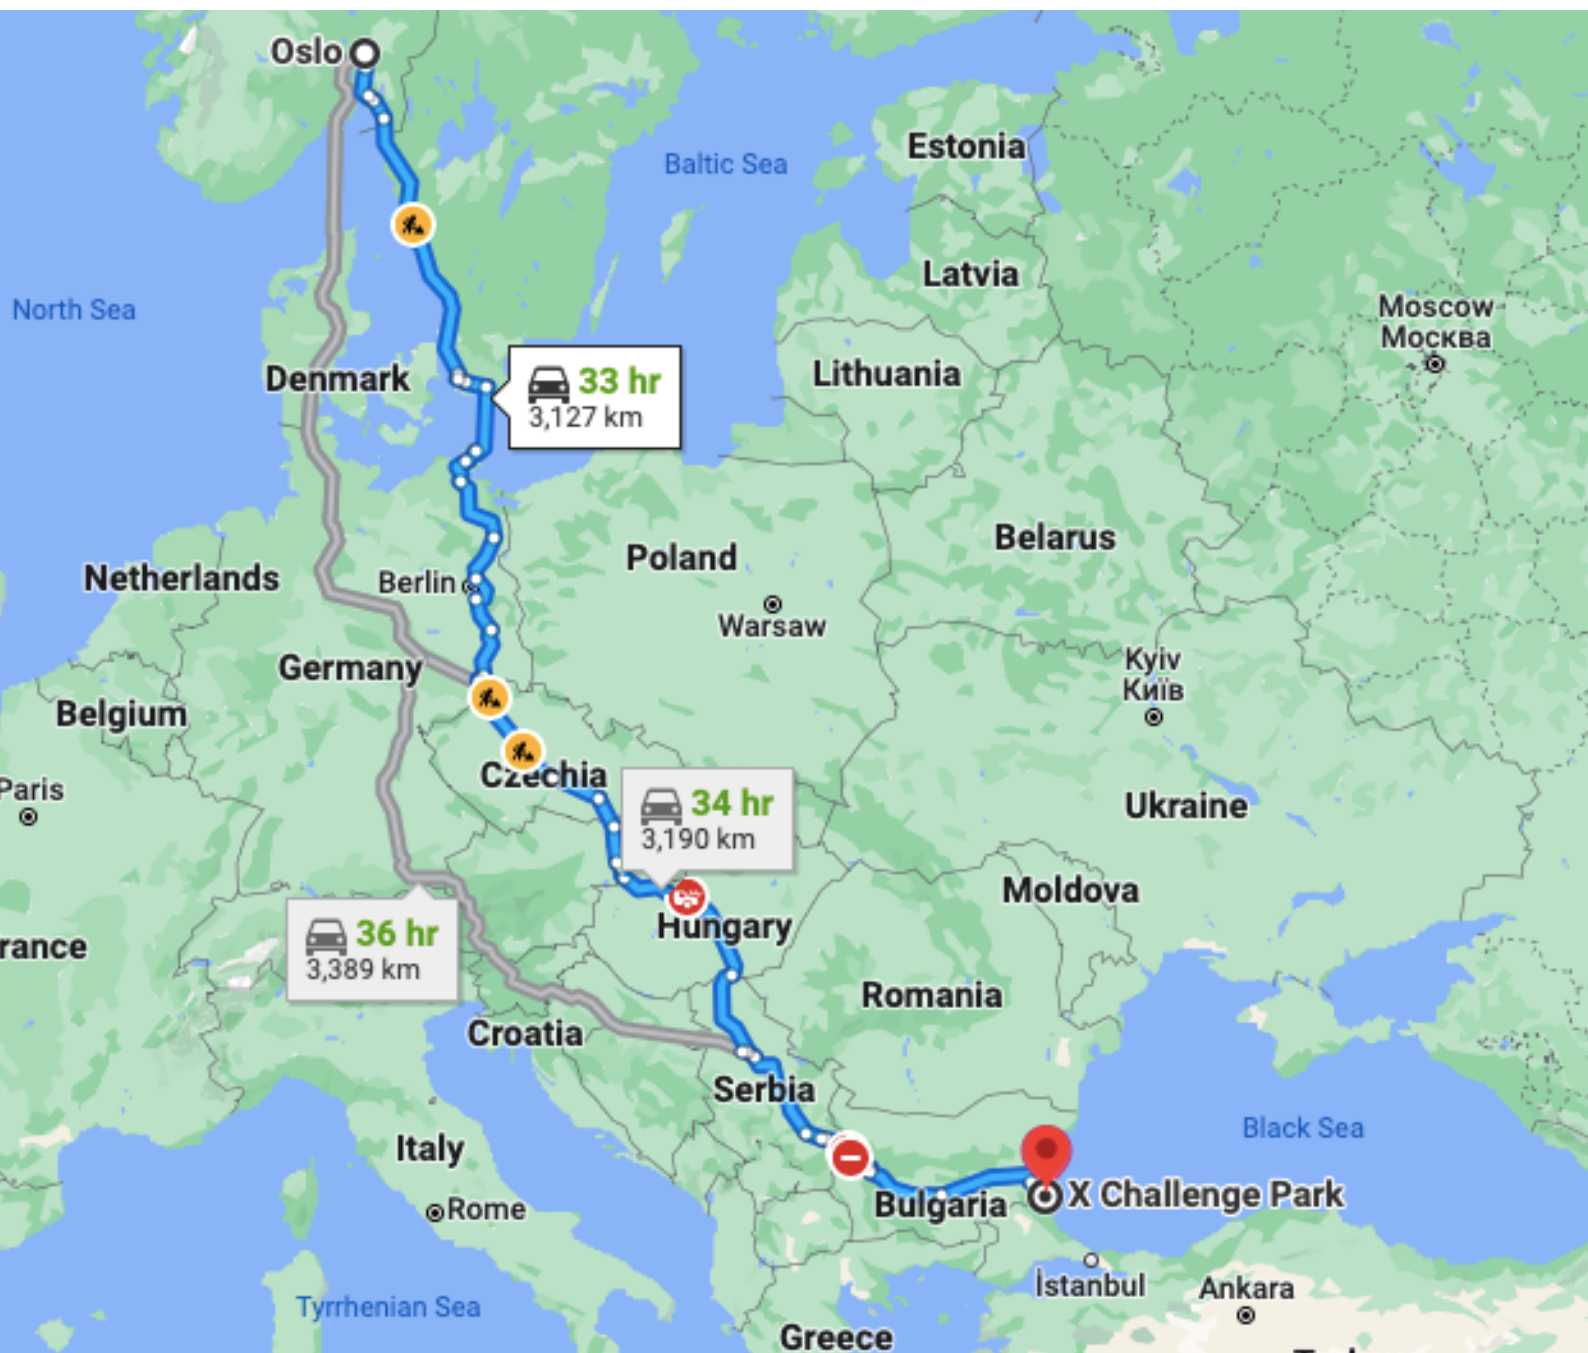 Oslo
Baltic Sea
Estonia
Latvia
North Sea
Moscow
Москва
Denmark
33 hr
3,127 km
Lithuania
Belarus
Poland
Netherlands
Berlin
Warsaw
Germany
Kyiv
Київ
Belgium
Czechia
Paris
34 hr
3,190 km
Ukraine
Moldova
36 hr
3,389 km
Hungary
rance
Romania
Croatia
Serbia
Black Sea
Italy
X Challenge Park
Bulgaria
Rome
İstanbul
Ankara
Tyrrhenian Sea
Greece